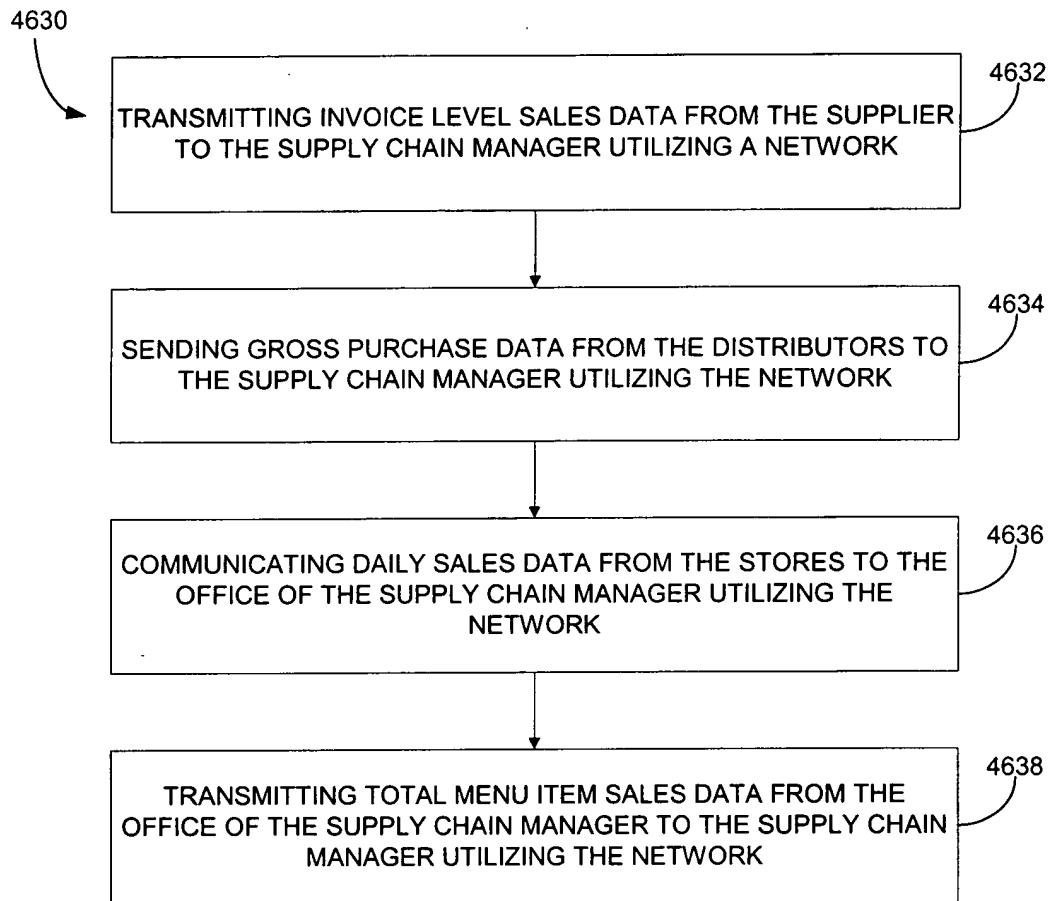 4630
4632
TRANSMITTING INVOICE LEVEL SALES DATA FROM THE SUPPLIER
TO THE SUPPLY CHAIN MANAGER UTILIZING A NETWORK
4634
SENDING GROSS PURCHASE DATA FROM THE DISTRIBUTORS TO
THE SUPPLY CHAIN MANAGER UTILIZING THE NETWORK
4636
COMMUNICATING DAILY SALES DATA FROM THE STORES TO THE
OFFICE OF THE SUPPLY CHAIN MANAGER UTILIZING THE
NETWORK
4638
TRANSMITTING TOTAL MENU ITEM SALES DATA FROM THE
OFFICE OF THE SUPPLY CHAIN MANAGER TO THE SUPPLY CHAIN
MANAGER UTILIZING THE NETWORK